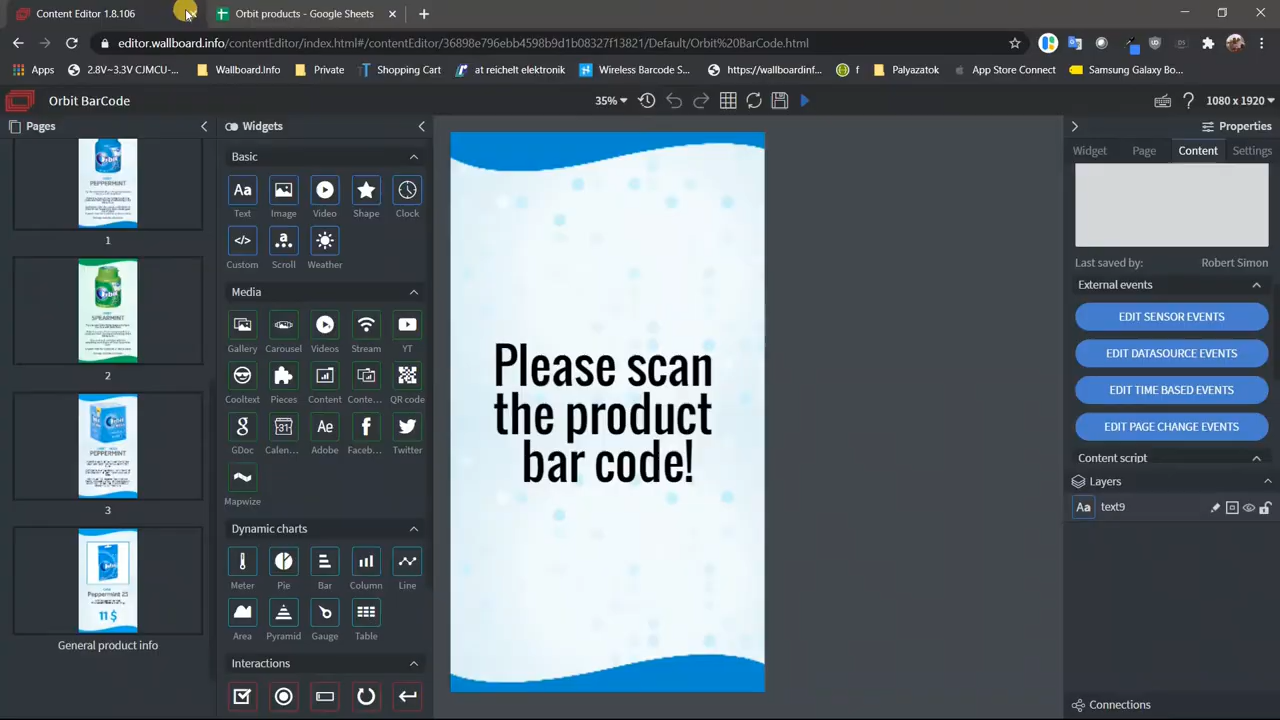 Content Editor 1.8.106
Orbit products - Google Sheets
editor.wallboard.info/contentEditor/index.html#/contentEditor/36898e796ebb4598b9d1b08327f13821/Default/Orbit%20BarCode.html
Apps
2.8V~3.3V CJMCU-...
Wallboard.Info
Private
Shopping Cart
at reichelt elektronik
Wireless Barcode S...
https://wallboardinf...
f
Palyazatok
App Store Connect
Samsung Galaxy Bo...
Orbit BarCode
35%
1080 x 1920
Pages
Widgets
Properties
Basic
Text
Image
Video
Shape
Clock
Custom
Scroll
Weather
Media
Gallery
Carousel
Videos
Stream
YT
Cooltext
Pieces
Content
Conte...
QR code
GDoc
Calen...
Adobe
Faceb...
Twitter
Mapwize
Dynamic charts
Meter
Pie
Bar
Column
Line
Area
Pyramid
Gauge
Table
Interactions
PEPPERMINT
1
SPEARMINT
2
PEPPERMINT
3
Peppermint 25
11 $
General product info
Please scan
the product
bar code!
Widget
Page
Content
Settings
Last saved by:
Robert Simon
External events
EDIT SENSOR EVENTS
EDIT DATASOURCE EVENTS
EDIT TIME BASED EVENTS
EDIT PAGE CHANGE EVENTS
Content script
Layers
Aa
text9
Connections